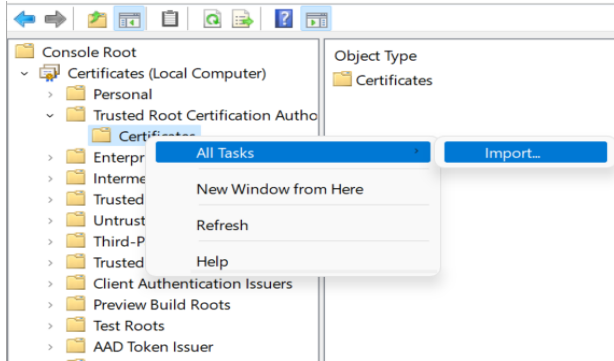 Console Root
Object Type
Certificates (Local Computer)
Certificates
Personal
Trusted Root Certification Autho
Certificates
All Tasks
Import...
Enterpr
Interme
New Window from Here
Trusted
Untrust
Refresh
Third-P
Trusted
Help
Client Authentication Issuers
Preview Build Roots
Test Roots
AAD Token Issuer